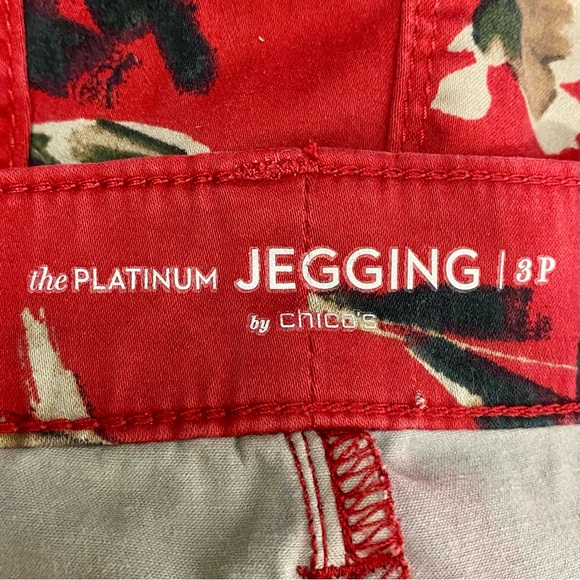 the PLATINUM JEGGING | 3P
by chico's